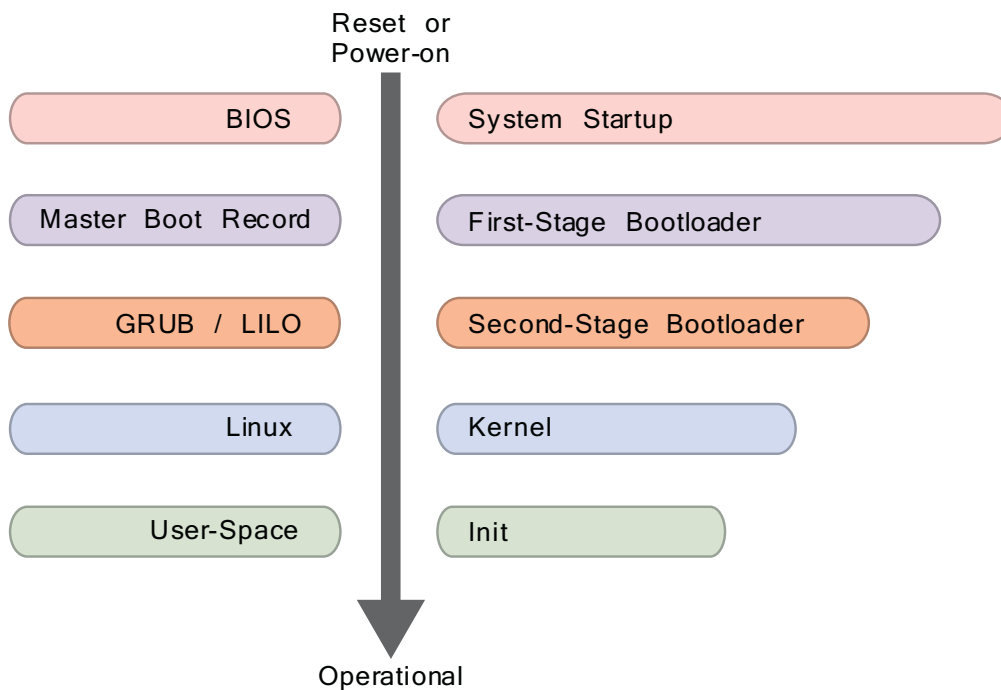 Reset or
Power-on
BIOS
System Startup
Master Boot Record
First-Stage Bootloader
GRUB / LILO
Second-Stage Bootloader
Linux
Kernel
User-Space
Init
Operational